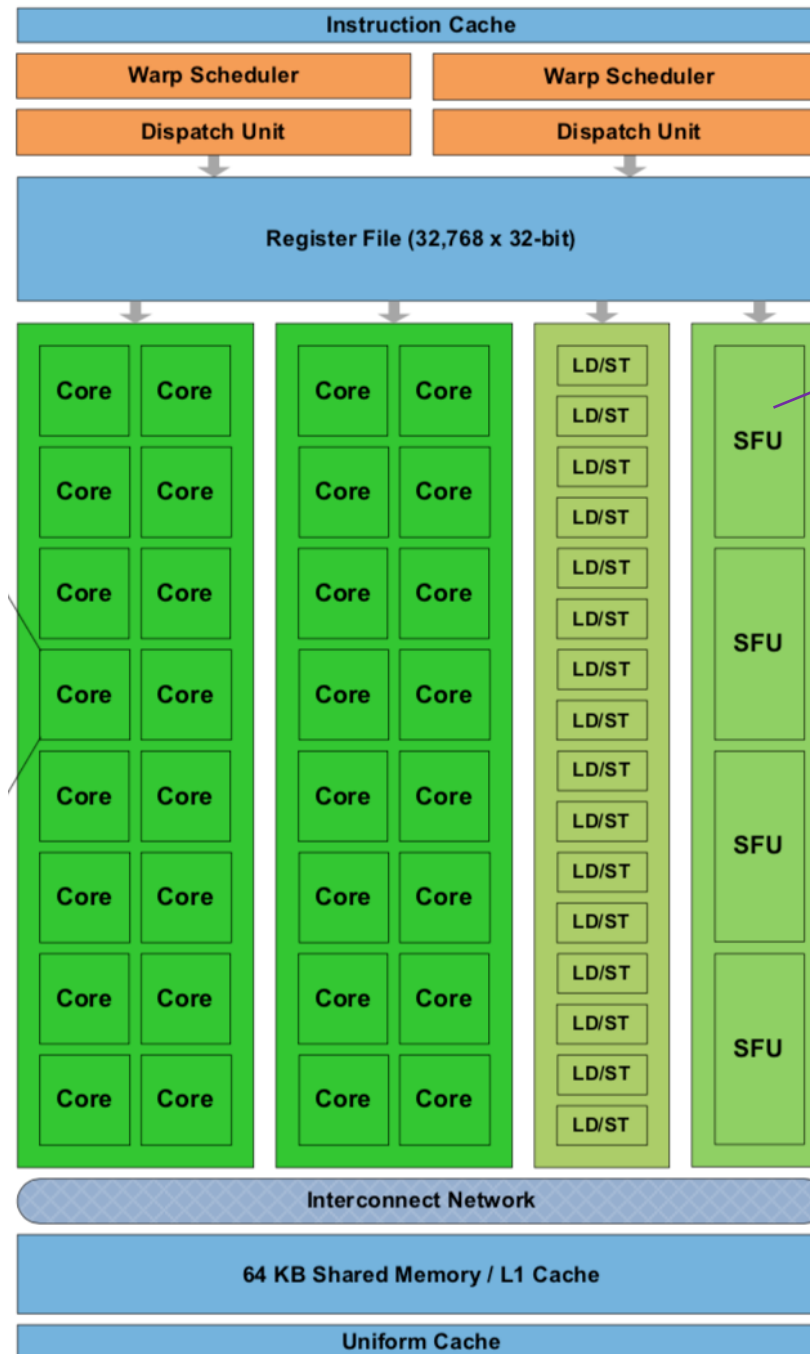 Instruction Cache
Warp Scheduler Warp Scheduler
Dispatch Unit Dispatch Unit
Register File (32,768 x 32-bit)
Core Core Core Core LD/ST SFU
LD/ST
Core Core Core Core LD/ST
LD/ST
Core Core Core Core LD/ST SFU
LD/ST
Core Core Core Core LD/ST
LD/ST
Core Core Core Core LD/ST SFU
LD/ST
Core Core Core Core LD/ST
LD/ST
Core Core Core Core LD/ST SFU
LD/ST
Core Core Core Core LD/ST
LD/ST
Interconnect Network
64 KB Shared Memory / L1 Cache
Uniform Cache